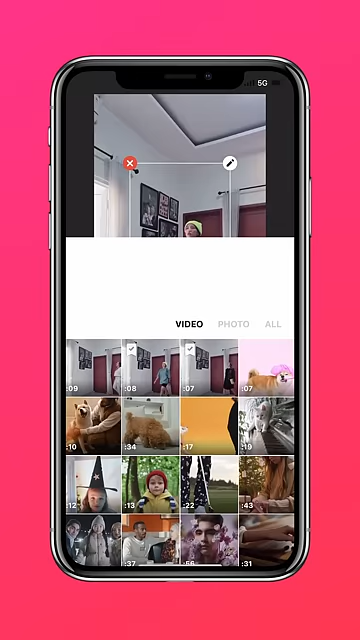 5G
VIDEO PHOTO ALL
:09 :08 :07 :07
:10 :34 :17 :19
:12 :13 :22 :43
:37 :56 :31